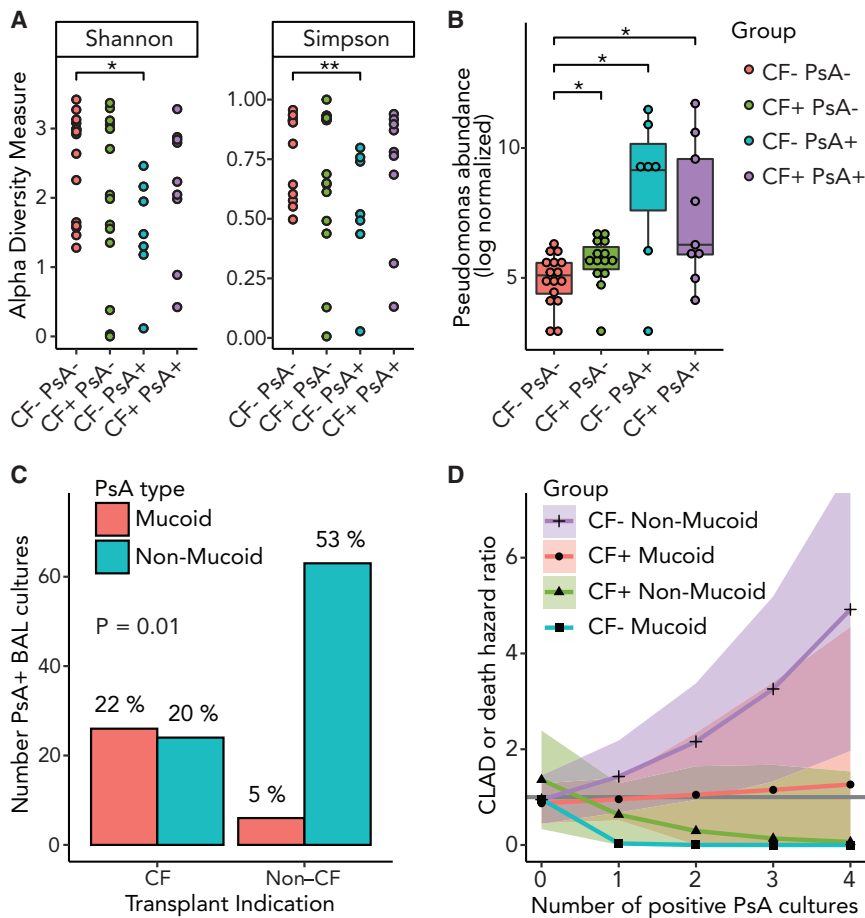 A
Shannon
Simpson
*
**
Alpha Diversity Measure
3
2
1
0
1.00
0.75
0.50
0.25
0.00
CF- PsA-
CF+ PsA-
CF- PsA+
CF+ PsA+
CF- PsA-
CF+ PsA-
CF- PsA+
CF+ PsA+
B
*
*
*
Pseudomonas abundance
(log normalized)
10
5
CF- PsA-
CF+ PsA-
CF- PsA+
CF+ PsA+
Group
CF- PsA-
CF+ PsA-
CF- PsA+
CF+ PsA+
C
PsA type
Mucoid
Non-Mucoid
P = 0.01
22 %
20 %
5 %
53 %
Number PsA+ BAL cultures
60
40
20
0
CF
Non–CF
Transplant Indication
D
Group
CF- Non-Mucoid
CF+ Mucoid
CF+ Non-Mucoid
CF- Mucoid
CLAD or death hazard ratio
6
4
2
0
0
1
2
3
4
Number of positive PsA cultures